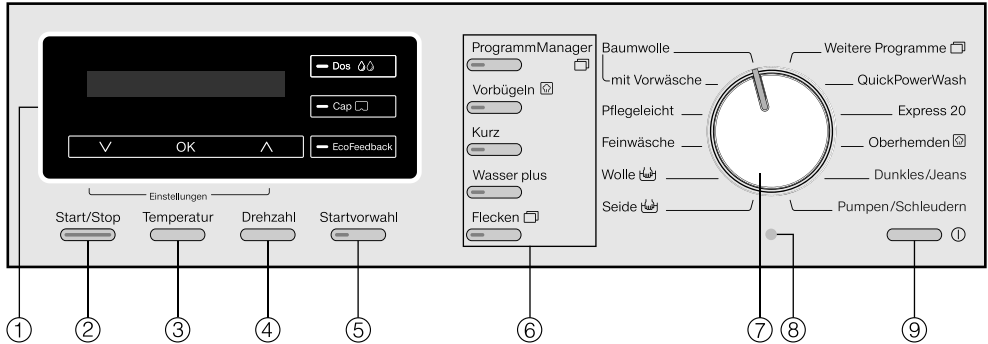 Dos
Cap
EcoFeedback
OK
Einstellungen
Start/Stop
Temperatur
Drehzahl
Startvorwahl
ProgrammManager
Vorbügeln
Kurz
Wasser plus
Flecken
Baumwolle
mit Vorwäsche
Pflegeleicht
Feinwäsche
Wolle
Seide
Weitere Programme
QuickPowerWash
Express 20
Oberhemden
Dunkles/Jeans
Pumpen/Schleudern
1
2
3
4
5
6
7
8
9